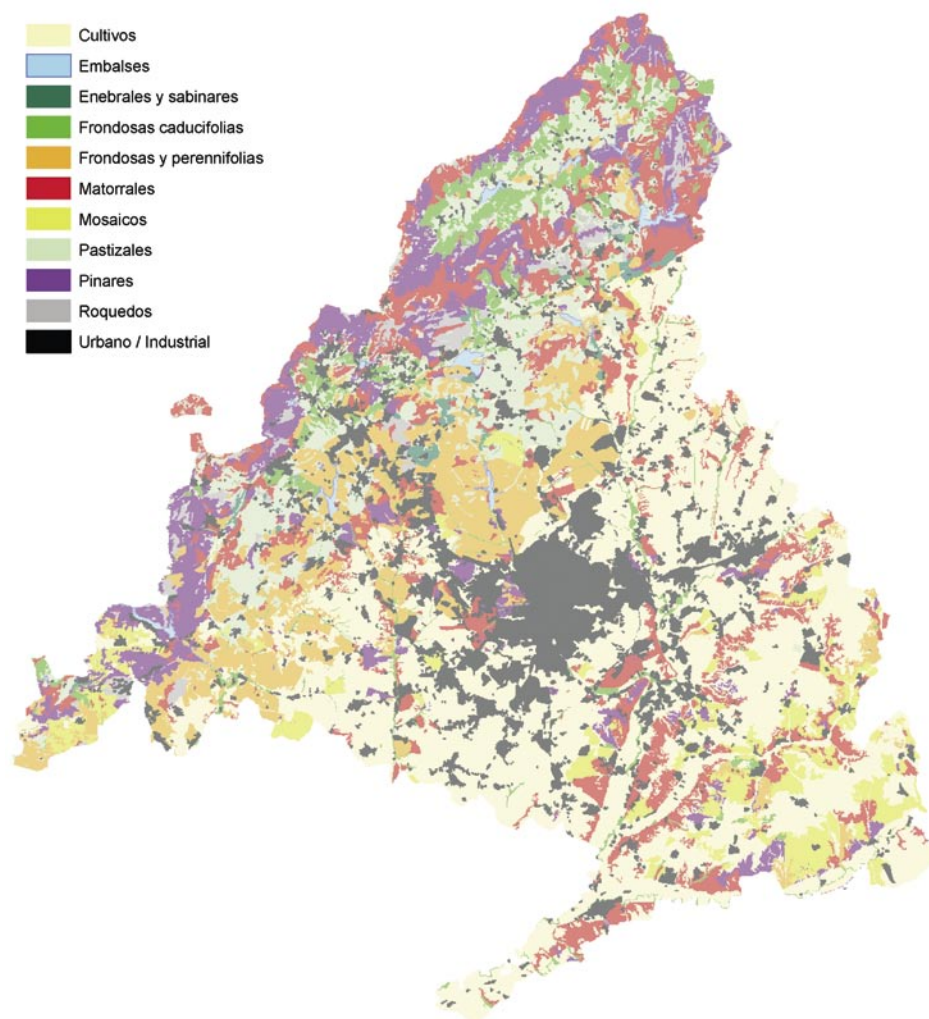 Cultivos
Embalses
Enebrales y sabinares
Frondosas caducifolias
Frondosas y perennifolias
Matorrales
Mosaicos
Pastizales
Pinares
Roquedos
Urbano / Industrial